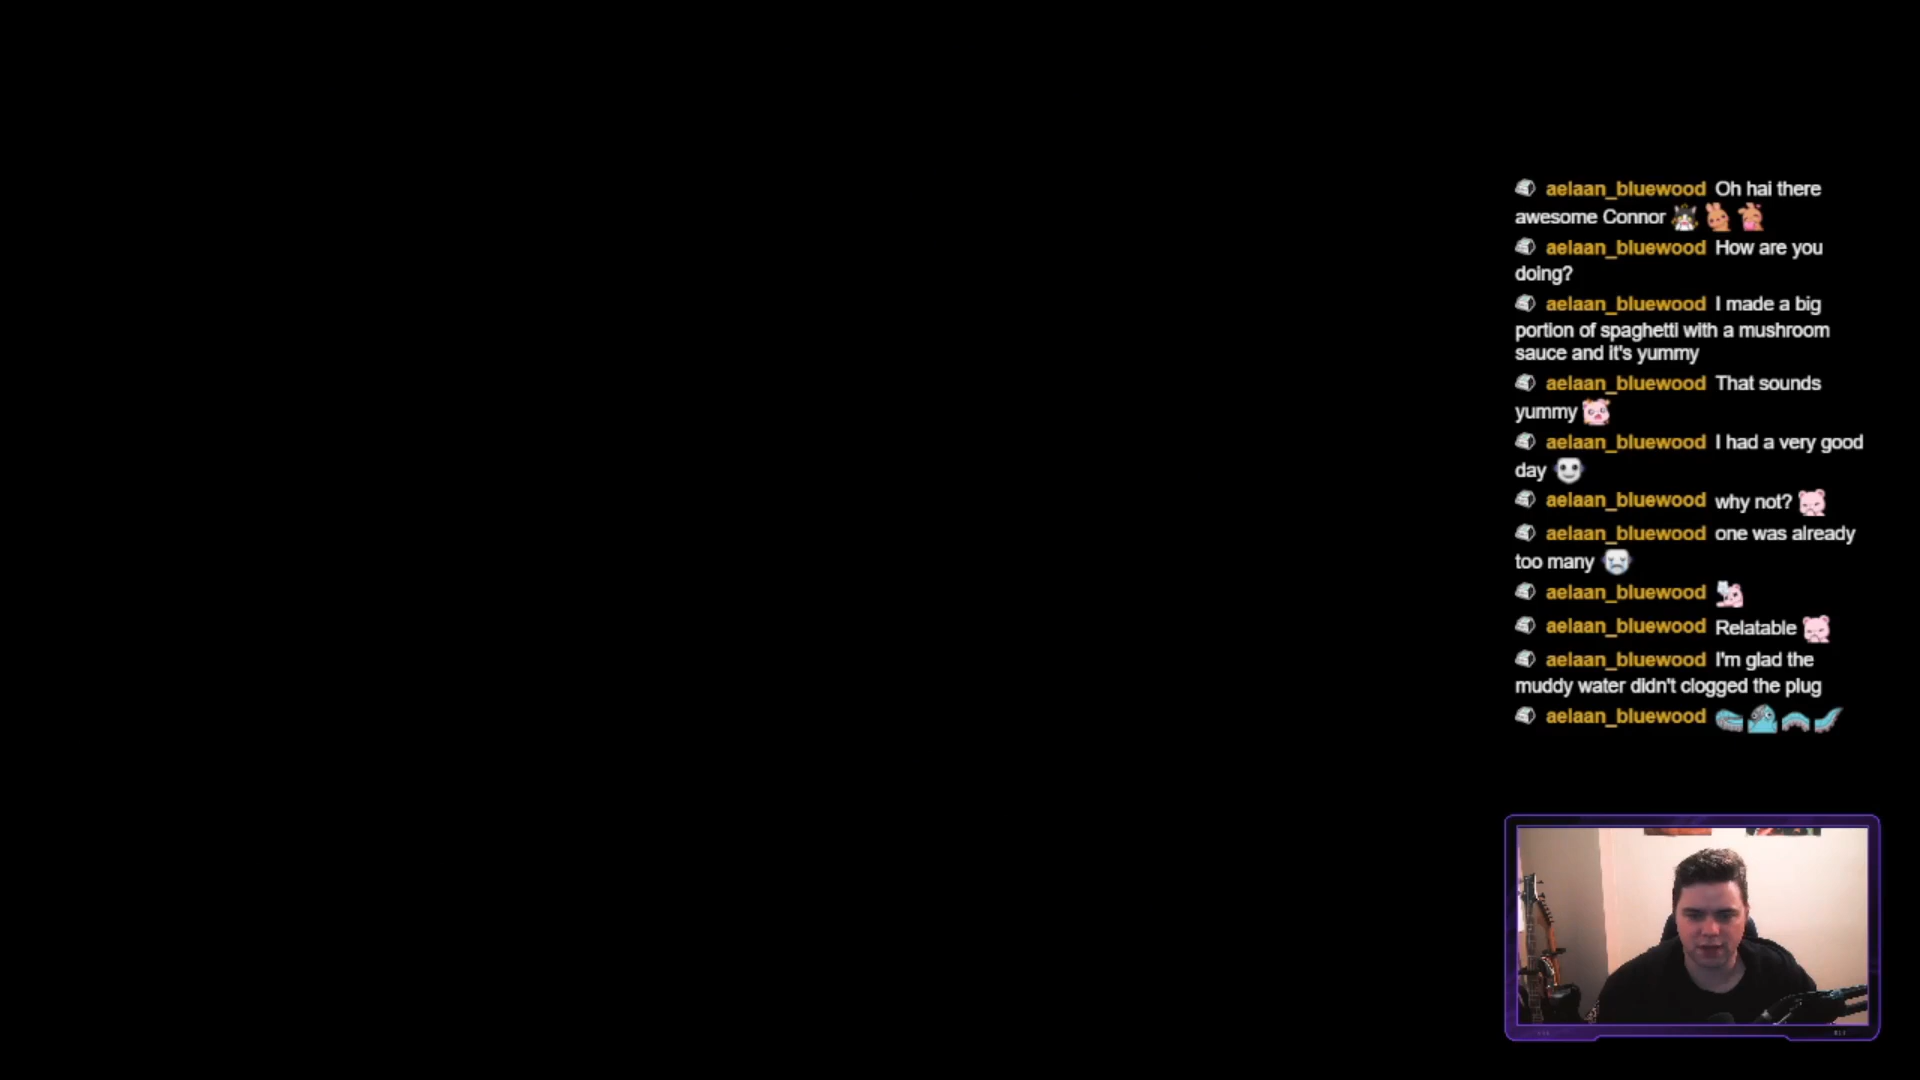 aelaan_bluewood Oh hai there
awesome Connor
aelaan_bluewood How are you
doing?
aelaan_bluewood I made a big
portion of spaghetti with a mushroom
sauce and it's yummy
aelaan_bluewood That sounds
yummy
aelaan_bluewood I had a very good
day
aelaan_bluewood why not?
aelaan_bluewood one was already
too many
aelaan_bluewood
aelaan_bluewood Relatable
aelaan_bluewood I'm glad the
muddy water didn't clogged the plug
aelaan_bluewood